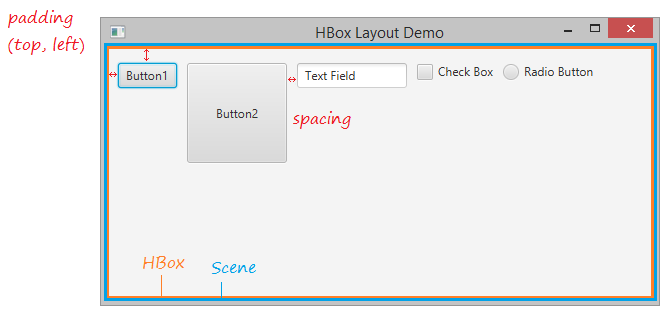 padding
(top, left)
HBox Layout Demo
Button1
Button2
Text Field
Check Box
Radio Button
spacing
HBox
Scene